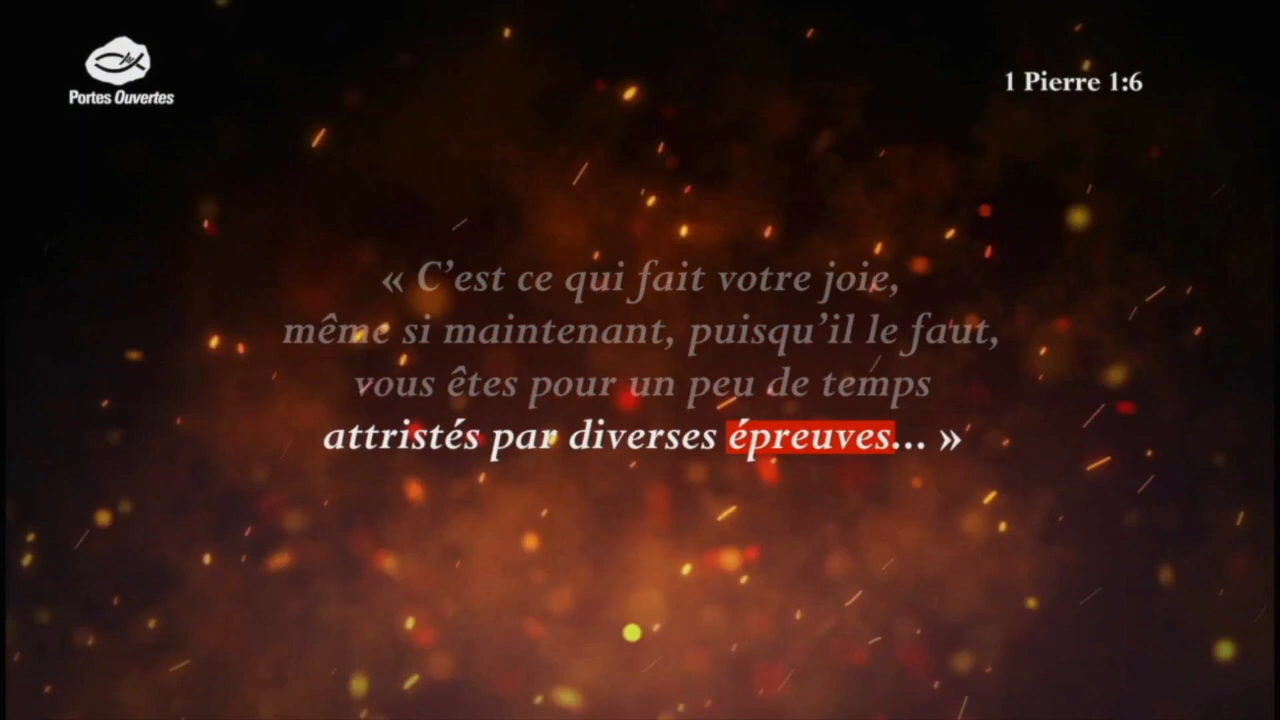 Portes Ouvertes
1 Pierre 1:6
« C’est ce qui fait votre joie,
même si maintenant, puisqu’il le faut,
vous êtes pour un peu de temps
attristés par diverses épreuves... »